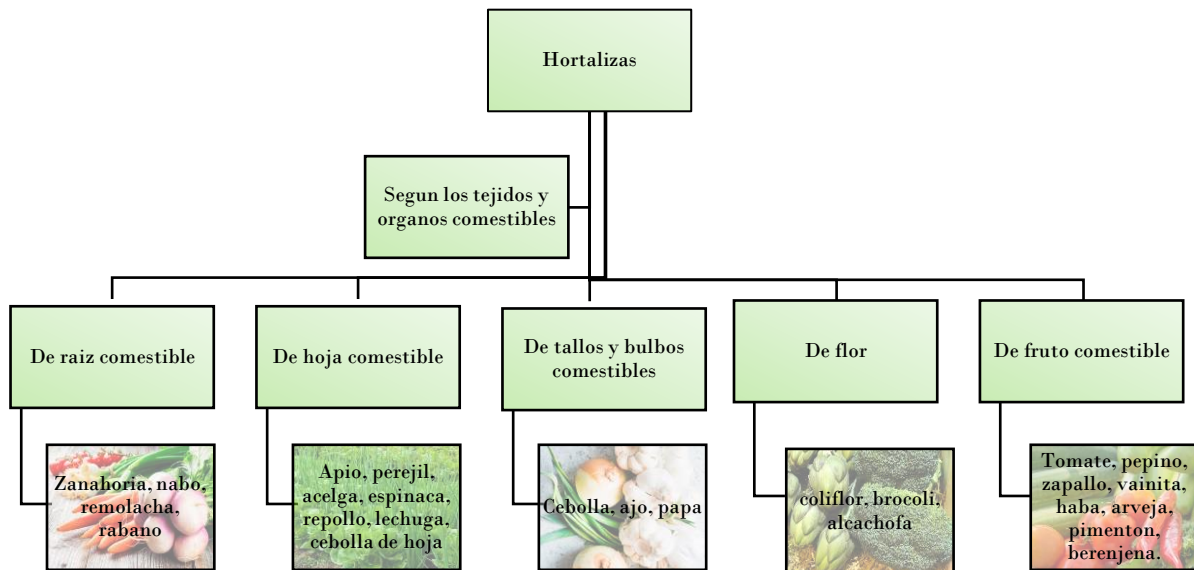 Hortalizas
Segun los tejidos y
organos comestibles
De raiz comestible
De hoja comestible
De tallos y bulbos
comestibles
De flor
De fruto comestible
Zanahoria, nabo,
remolacha,
rabano
Apio, perejil,
acelga, espinaca,
repollo, lechuga,
cebolla de hoja
Cebolla, ajo, papa
coliflor, brocoli,
alcachofa
Tomate, pepino,
zapallo, vainita,
haba, arveja,
pimenton,
berenjena.